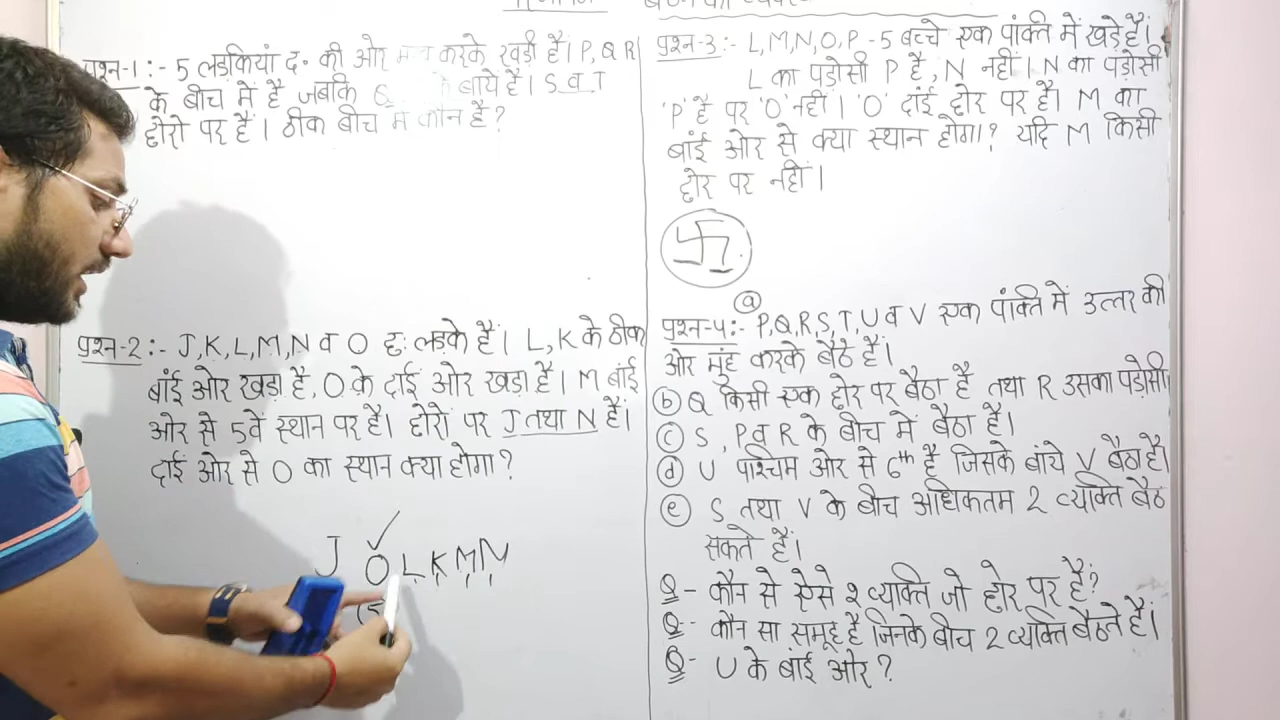 प्रश्न-1 :- 5 लड़कियां द० की ओर करके खड़ी हैं। P, Q R
के बीच में है जबकि Q बाये है। S व T
छोरो पर हैं। ठीक बीच में कौन है?
प्रश्न-2 :- J, K, L, M, N व O छः लड़के हैं। L, K के ठीक
बांई ओर खड़ा है, O के दाई ओर खड़ा है। M बांई
ओर से 5वें स्थान पर है। छोरों पर J तथा N हैं।
दांई ओर से O का स्थान क्या होगा?
J O L K M N
(5
प्रश्न-3 :- L, M, N, O, P - 5 बच्चे एक पांक्ति में खड़े हैं।
L का पड़ोसी P है, N नहीं। N का पड़ोसी
'P' है पर 'O' नहीं। 'O' दांई छोर पर है। M का
बांई ओर से क्या स्थान होगा? यदि M किसी
छोर पर नहीं।
(a)
प्रश्न-4 :- P, Q, R, S, T, U व V एक पांक्ति में उत्तर की
ओर मुंह करके बैठे हैं।
(b) Q किसी एक छोर पर बैठा है तथा R उसका पड़ोसी
(c) S, P व R के बीच में बैठा है।
(d) U पश्चिम ओर से 6th है जिसके बांये V बैठा है।
(e) S तथा V के बीच अधिकतम 2 व्यक्ति बैठ
सकते हैं।
Q - कौन से ऐसे 2 व्यक्ति जो छोर पर हैं?
Q - कौन सा समूह है जिनके बीच 2 व्यक्ति बैठते हैं।
Q - U के बांई ओर?